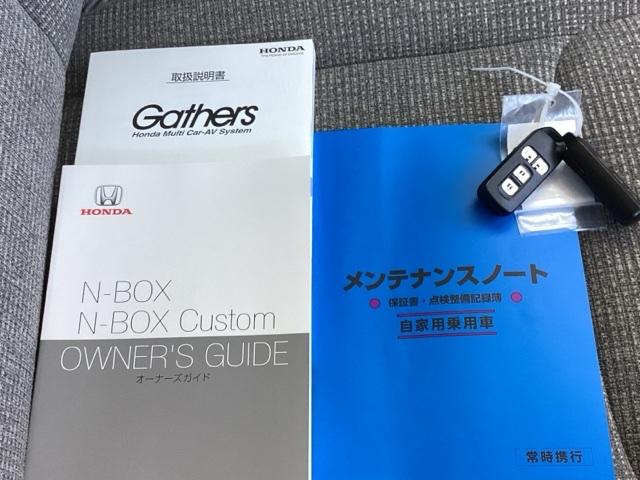 HONDA
取扱説明書
Gathers
Honda Multi Car-AV System
HONDA
N-BOX
N-BOX Custom
OWNER'S GUIDE
オーナーズガイド
メンテナンスノート
保証書・点検整備記録簿
自家用乗用車
常時携行